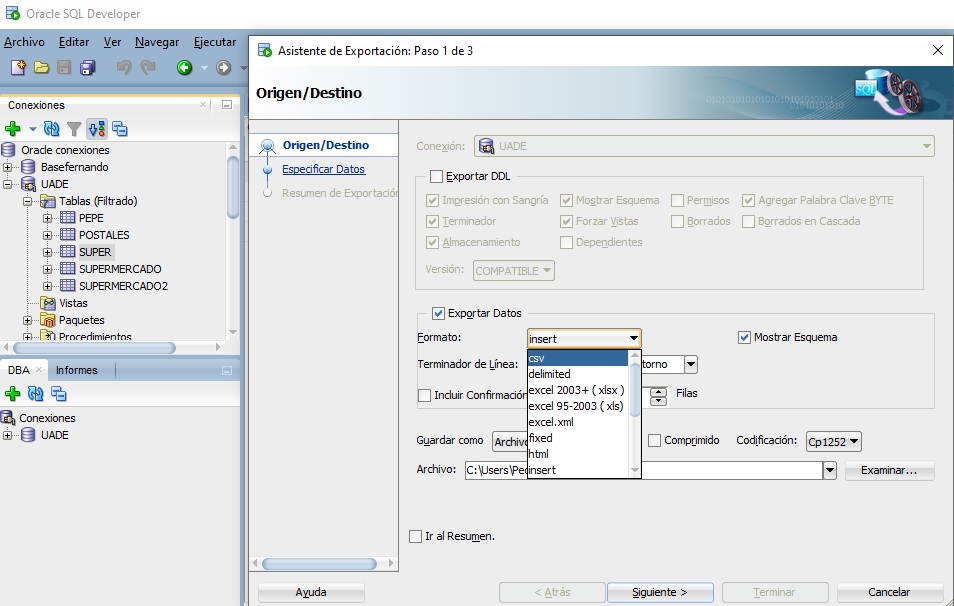 Oracle SQL Developer
Archivo Editar Ver Navegar Ejecutar
Conexiones
Oracle conexiones
Basefernando
UADE
Tablas (Filtrado)
PEPE
POSTALES
SUPER
SUPERMERCADO
SUPERMERCADO2
Vistas
Paquetes
Procedimientos
DBA Informes
Conexiones
UADE
Asistente de Exportación: Paso 1 de 3
Origen/Destino
Origen/Destino
Especificar Datos
Resumen de Exportación
Conexión: UADE
Exportar DDL
Impresión con Sangría Mostrar Esquema Permisos Agregar Palabra Clave BYTE
Terminador Forzar Vistas Borrados Borrados en Cascada
Almacenamiento Dependientes
Versión: COMPATIBLE
Exportar Datos
Formato: insert Mostrar Esquema
csv
Terminador de Línea: torno
delimited
excel 2003+ ( xlsx )
Incluir Confirmación Filas
excel 95-2003 ( xls)
excel.xml
fixed
Guardar como Archivo Comprimido Codificación: Cp1252
html
Archivo: C:\Users\Pe Examinar...
insert
Ir al Resumen.
Ayuda < Atrás Siguiente > Terminar Cancelar